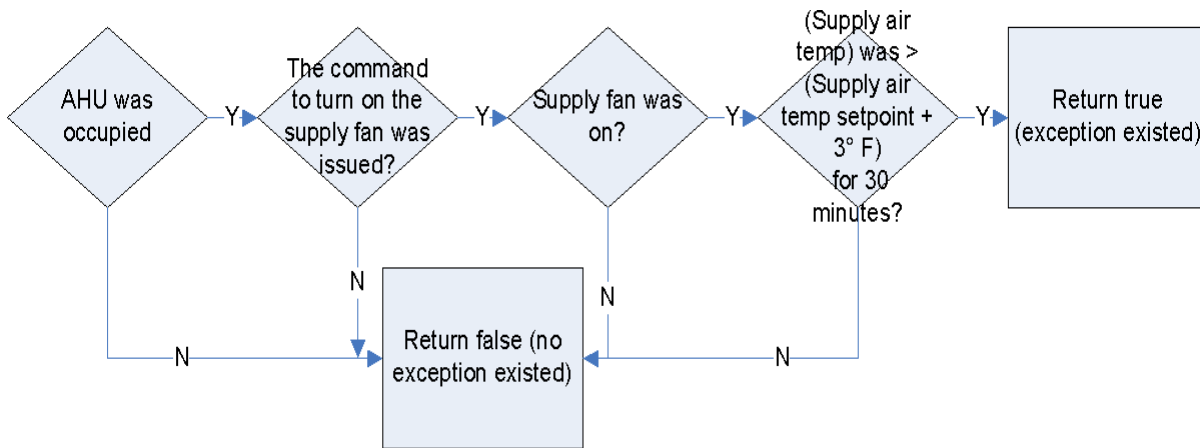 AHU was
occupied
Y
The command
to turn on the
supply fan was
issued?
Y
Supply fan was
on?
Y
(Supply air
temp) was >
(Supply air
temp setpoint +
3° F)
for 30
minutes?
Y
Return true
(exception existed)
N
N
Return false (no
exception existed)
N
N